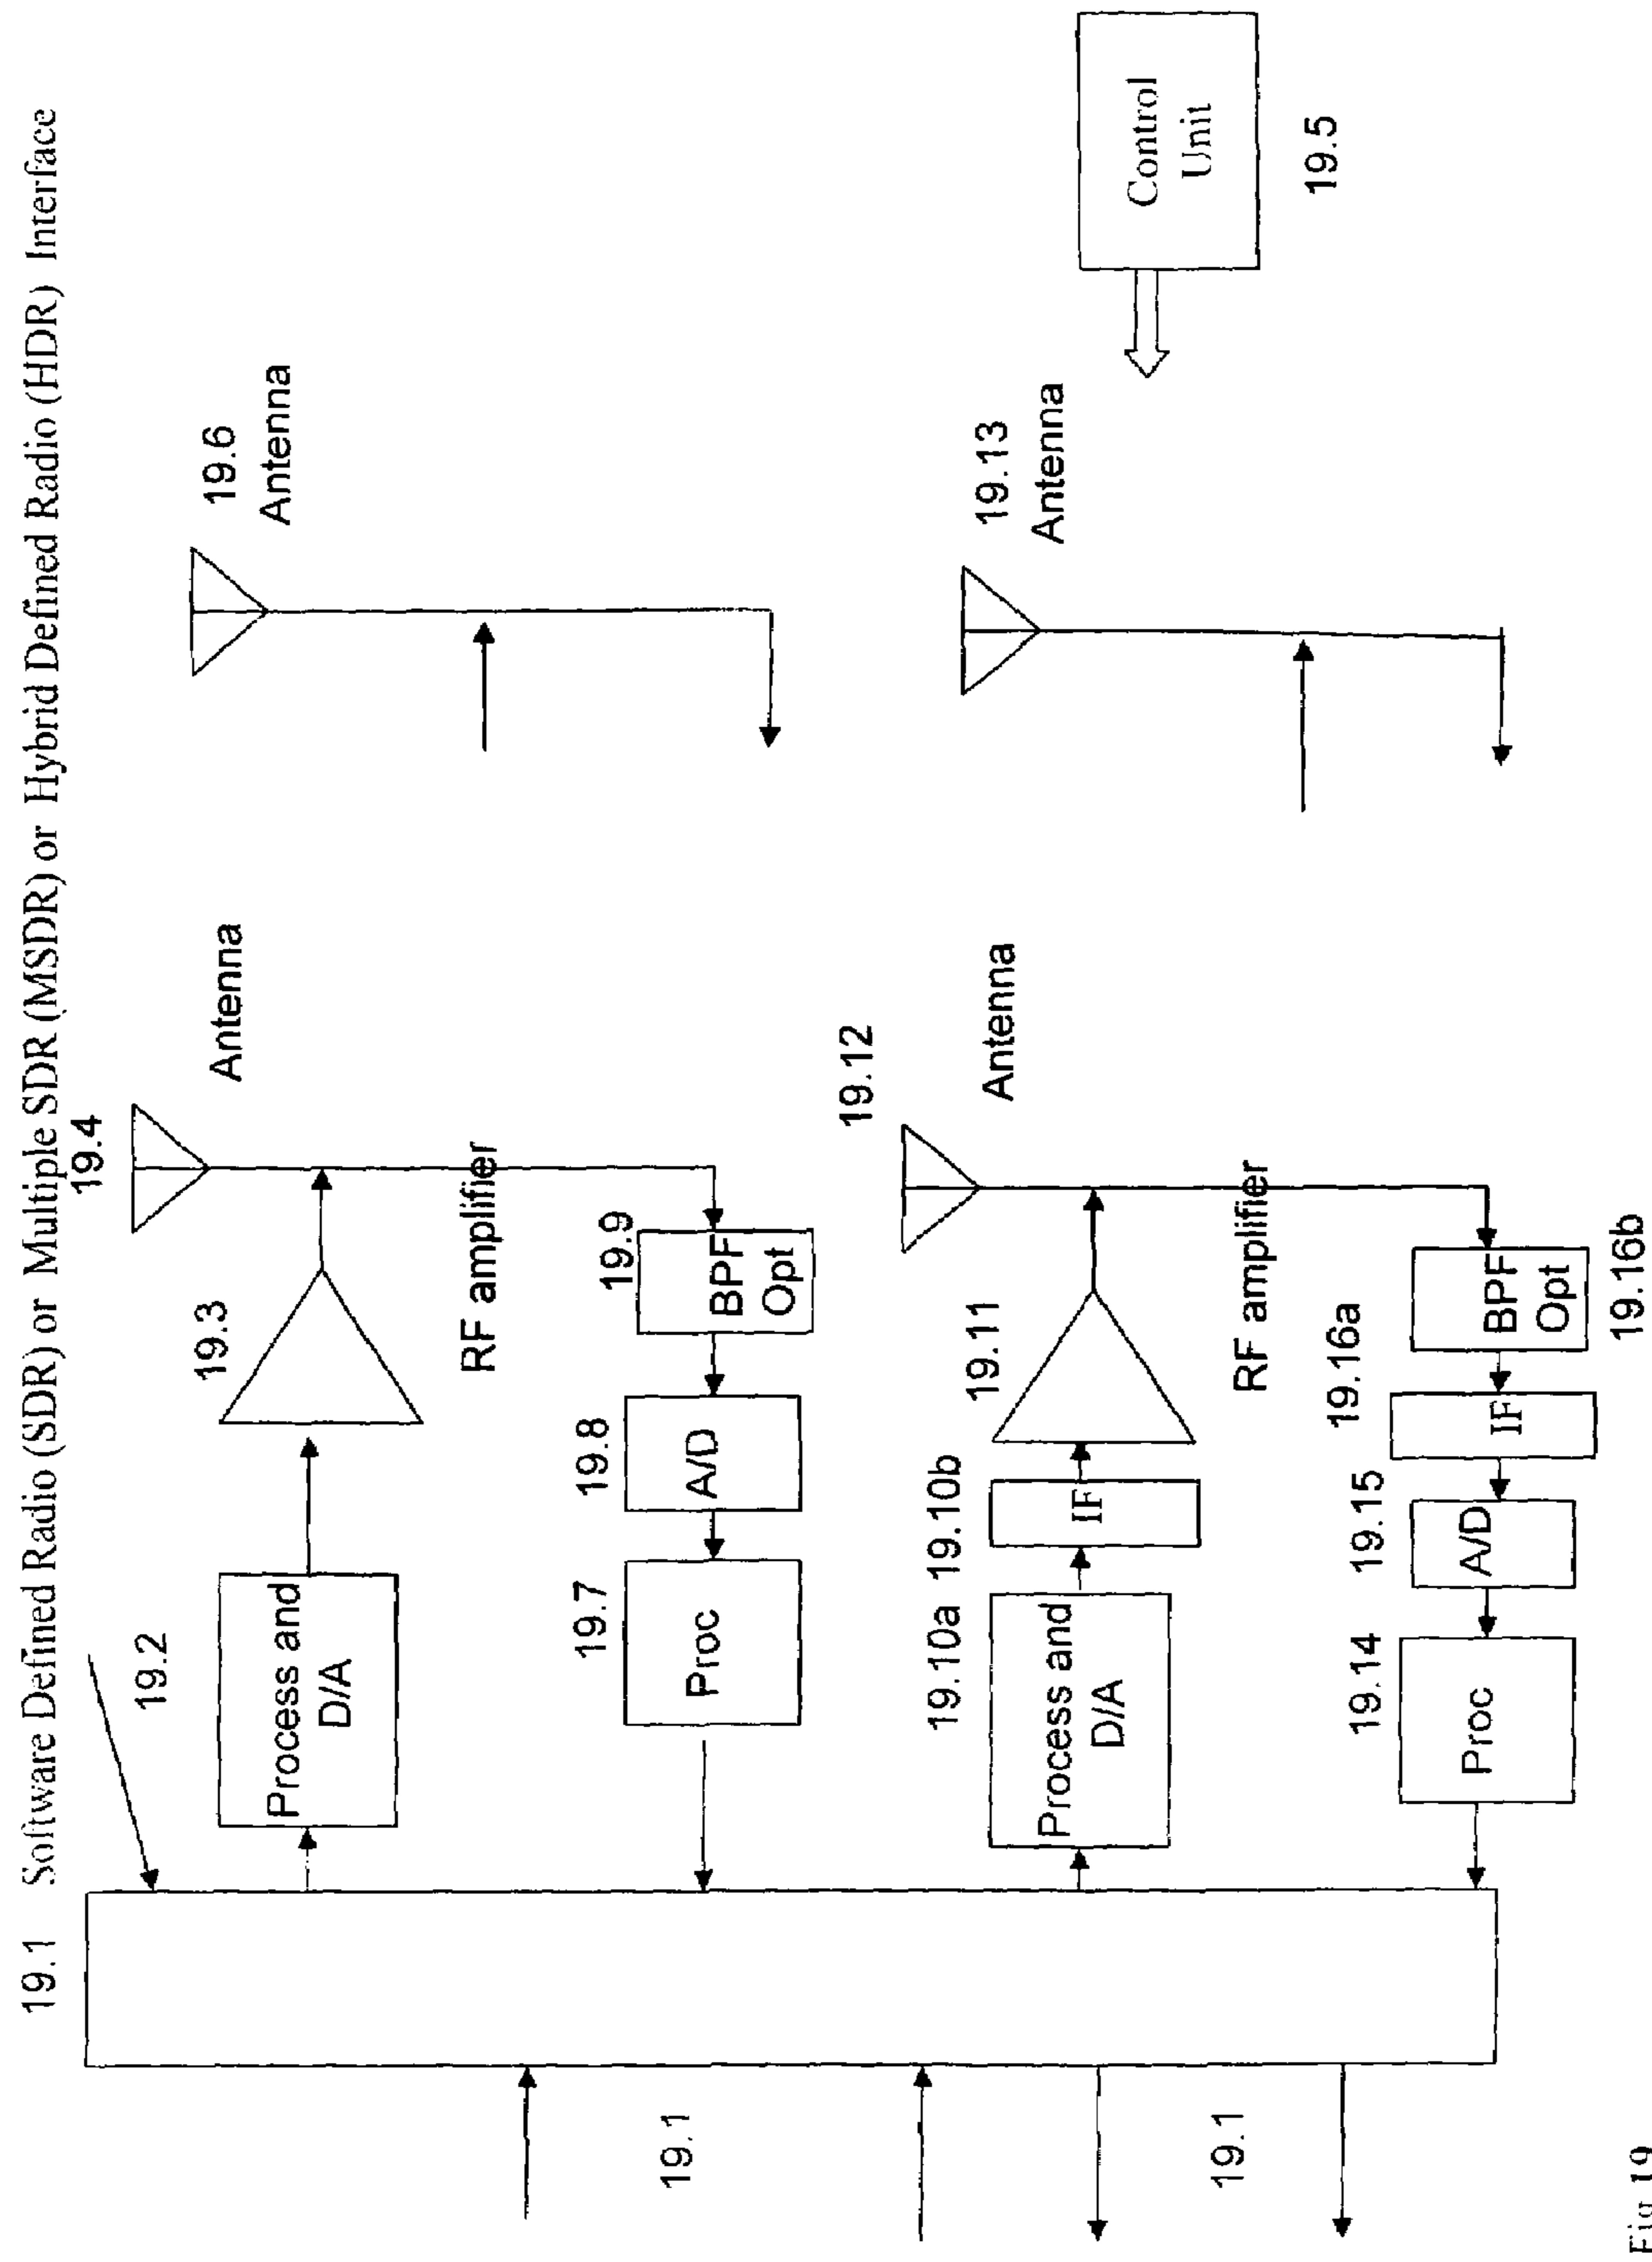 19.1 Software Defined Radio (SDR) or Multiple SDR (MSDR) or Hybrid Defined Radio (HDR) Interface
19.4
Antenna
19.6
Antenna
19.2
19.3
Process and
D/A
RF amplifier
19.7
19.8
19.9
Proc
A/D
BPF
Opt
19.1
19.12
Antenna
19.13
Antenna
19.10a
19.10b
19.11
Process and
D/A
IF
RF amplifier
Control
Unit
19.5
19.1
19.14
19.15
19.16a
Proc
A/D
IF
BPF
Opt
19.16b
Fig 19